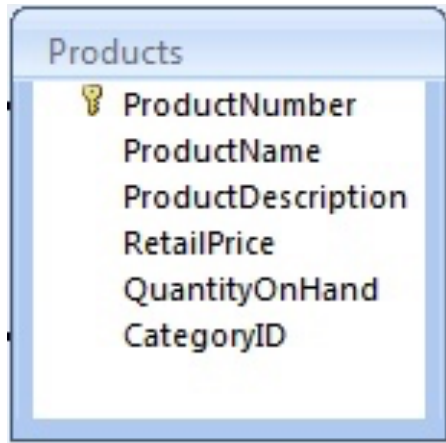 Products
ProductNumber
ProductName
ProductDescription
RetailPrice
QuantityOnHand
CategoryID